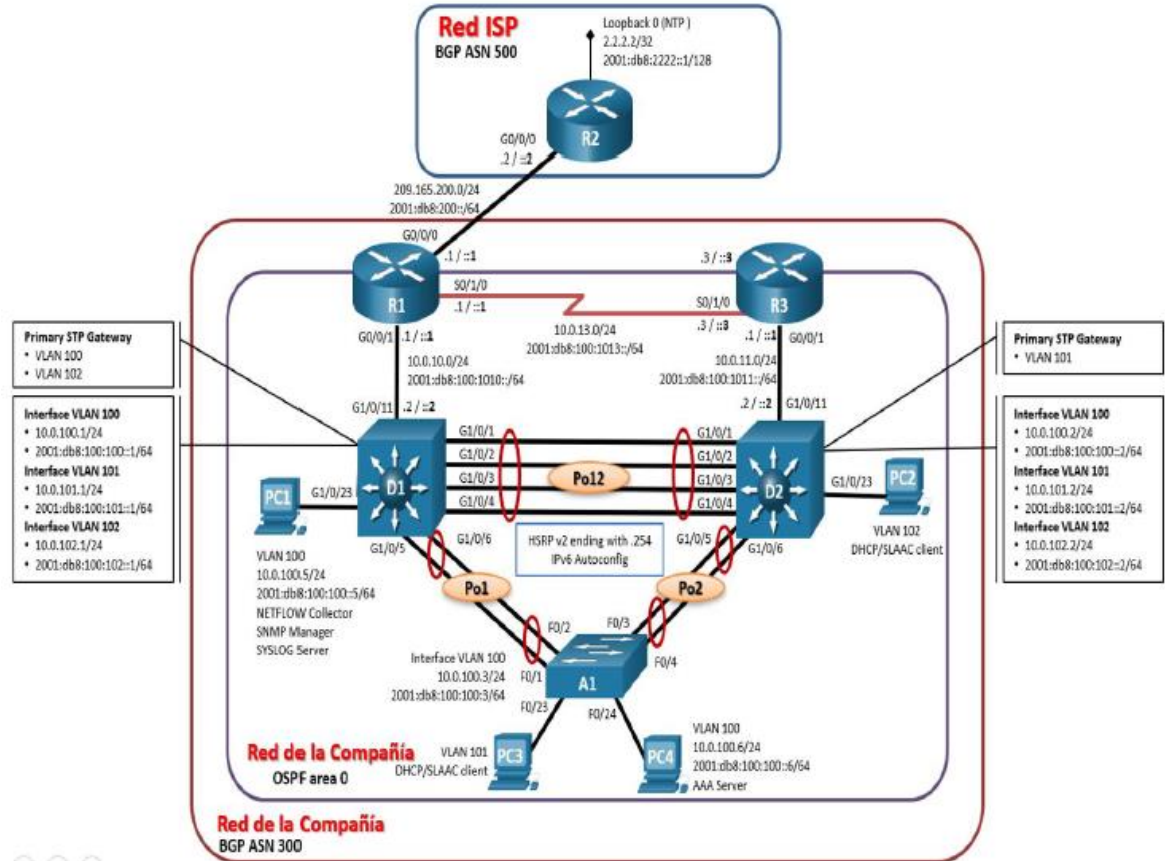 Red ISP
BGP ASN 500
Loopback 0 (NTP )
2.2.2.2/32
2001:db8:2222::1/128
R2
G0/0/0
.2 / ::2
209.165.200.0/24
2001:db8:200::/64
G0/0/0
.1 / ::1
R1
S0/1/0
.1 / ::1
.3 / ::3
R3
S0/1/0
.3 / ::3
10.0.13.0/24
2001:db8:100:1013::/64
G0/0/1
.1 / ::1
10.0.10.0/24
2001:db8:100:1010::/64
.1 / ::1
G0/0/1
10.0.11.0/24
2001:db8:100:1011::/64
Primary STP Gateway
• VLAN 100
• VLAN 102
Primary STP Gateway
• VLAN 101
Interface VLAN 100
• 10.0.100.1/24
• 2001:db8:100:100::1/64
Interface VLAN 101
• 10.0.101.1/24
• 2001:db8:100:101::1/64
Interface VLAN 102
• 10.0.102.1/24
• 2001:db8:100:102::1/64
Interface VLAN 100
• 10.0.100.2/24
• 2001:db8:100:100::2/64
Interface VLAN 101
• 10.0.101.2/24
• 2001:db8:100:101::2/64
Interface VLAN 102
• 10.0.102.2/24
• 2001:db8:100:102::2/64
G1/0/11
.2 / ::2
.2 / ::2
G1/0/11
G1/0/1
G1/0/1
G1/0/2
G1/0/2
G1/0/3
G1/0/3
G1/0/4
G1/0/4
Po12
D1
D2
PC1
G1/0/23
G1/0/23
PC2
VLAN 102
DHCP/SLAAC client
G1/0/5
G1/0/6
HSRP v2 ending with .254
IPv6 Autoconfig
G1/0/5
G1/0/6
VLAN 100
10.0.100.5/24
2001:db8:100:100::5/64
NETFLOW Collector
SNMP Manager
SYSLOG Server
Po1
Po2
F0/2
F0/3
F0/1
F0/4
Interface VLAN 100
10.0.100.3/24
2001:db8:100:100:3/64
A1
F0/23
F0/24
PC3
VLAN 101
DHCP/SLAAC client
PC4
VLAN 100
10.0.100.6/24
2001:db8:100:100::6/64
AAA Server
Red de la Compañía
OSPF area 0
Red de la Compañía
BGP ASN 300